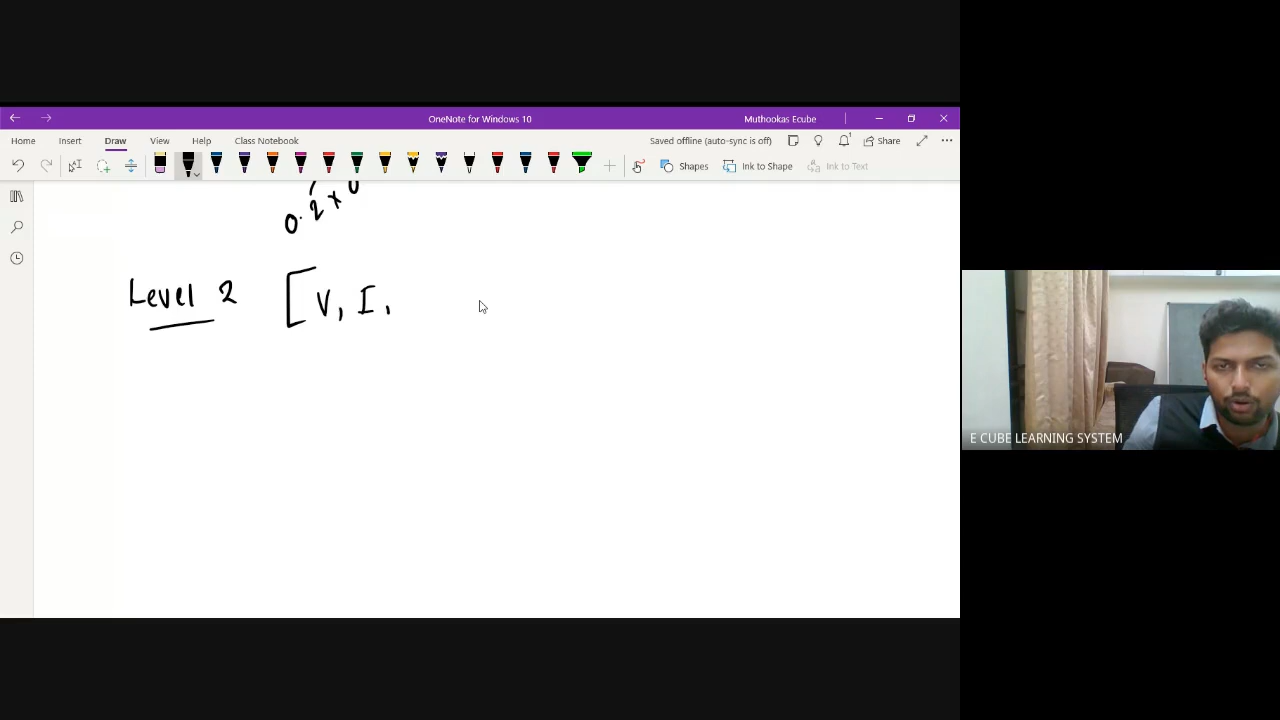 OneNote for Windows 10
Muthookas Ecube
Home Insert Draw View Help Class Notebook
Saved offline (auto-sync is off) Share
Shapes Ink to Shape Ink to Text
0.2 x
Level 2 [ V, I,
E CUBE LEARNING SYSTEM